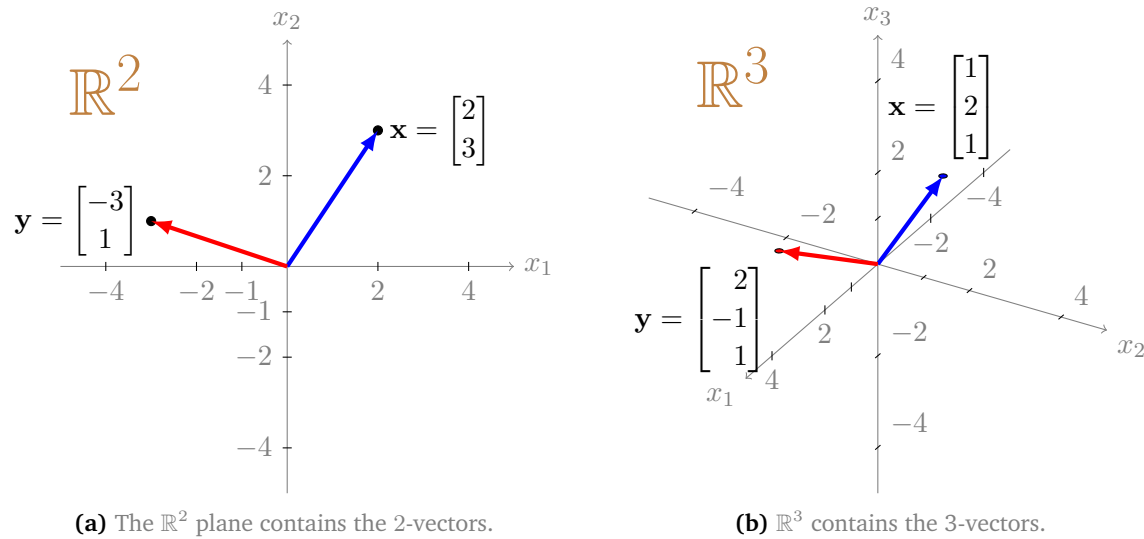 x₂
ℝ²
4
x = [2
3]
2
y = [−3
1]
x₁
−4 −2 −1 2 4
−1
−2
−4
(a) The ℝ² plane contains the 2-vectors.
x₃
ℝ³
4
x = [1
2
1]
2
−4
−2
−4
−2
2
4
x₂
y = [2
−1
1]
2
4
x₁
−2
−4
(b) ℝ³ contains the 3-vectors.